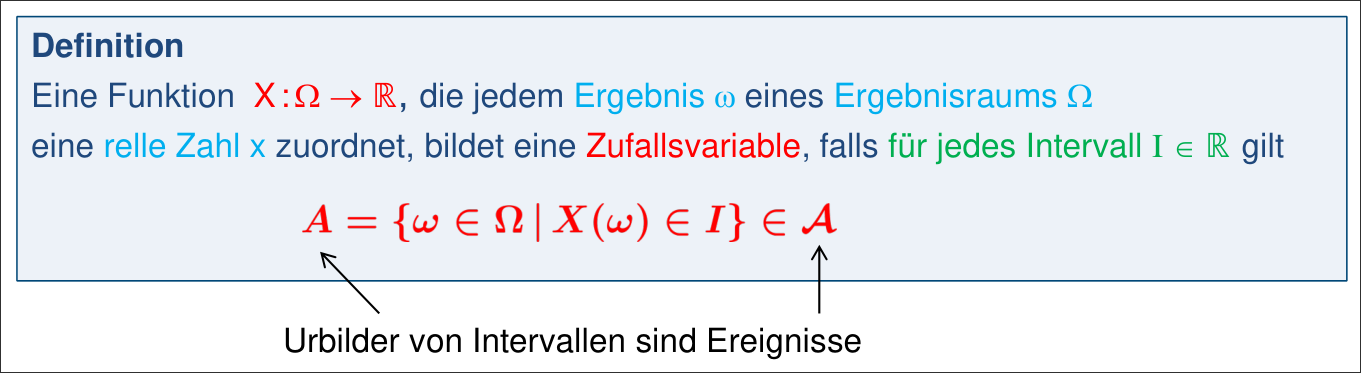 Definition
Eine Funktion X:Ω → ℝ, die jedem Ergebnis ω eines Ergebnisraums Ω
eine relle Zahl x zuordnet, bildet eine Zufallsvariable, falls für jedes Intervall I ∈ ℝ gilt
A = {ω ∈ Ω | X(ω) ∈ I} ∈ 𝒜
Urbilder von Intervallen sind Ereignisse